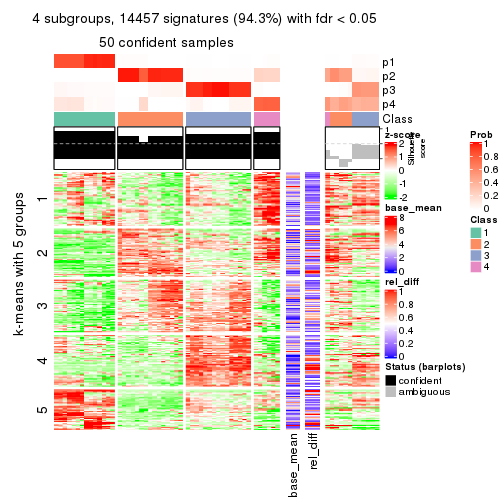 4 subgroups, 14457 signatures (94.3%) with fdr < 0.05
50 confident samples
p1
p2
p3
p4
Class
1
Silhouette
score
k-means with 5 groups
1
2
3
4
5
base_mean
rel_diff
z-score
2
1
0
-1
-2
base_mean
8
6
4
2
0
rel_diff
1
0.8
0.6
0.4
0.2
0
Status (barplots)
confident
ambiguous
Prob
1
0.8
0.6
0.4
0.2
0
Class
1
2
3
4